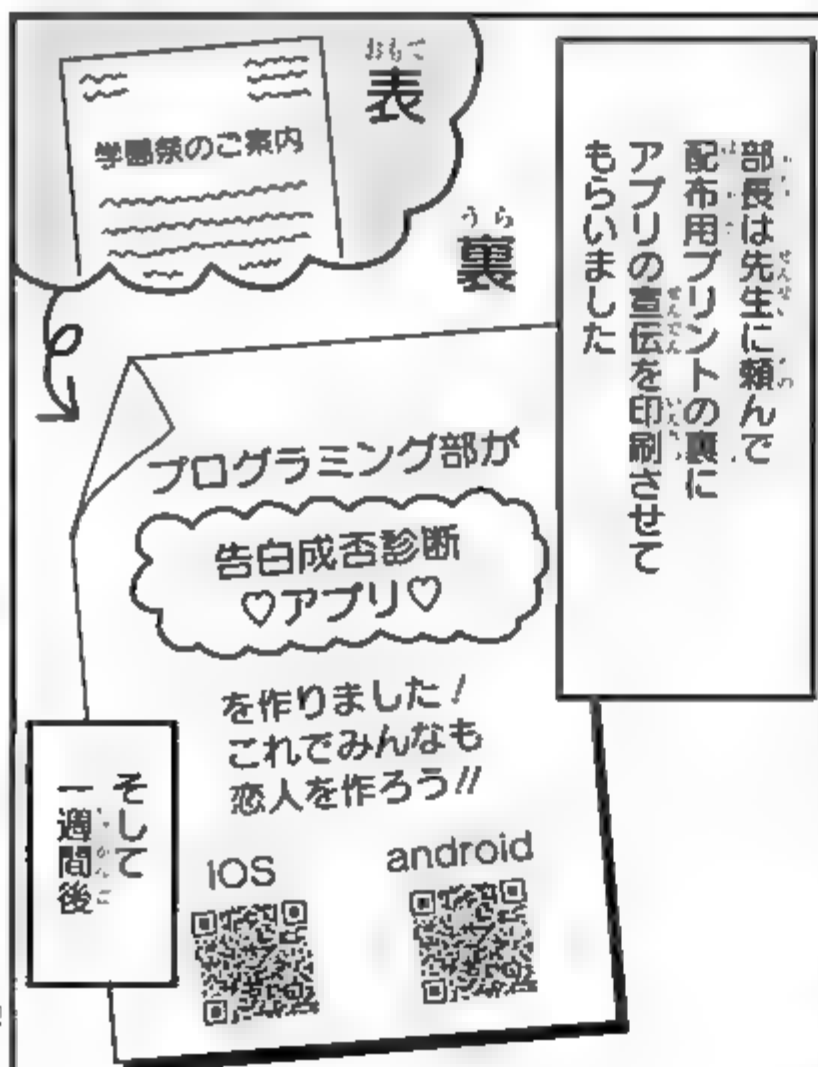 部長は先生に頼んで
配布用プリントの裏に
アプリの宣伝を印刷させて
もらいました
表
学園祭のご案内
裏
プログラミング部が
告白成否診断
♡アプリ♡
を作りました!
これでみんなも
恋人を作ろう!!
iOS
android
そして
一週間後